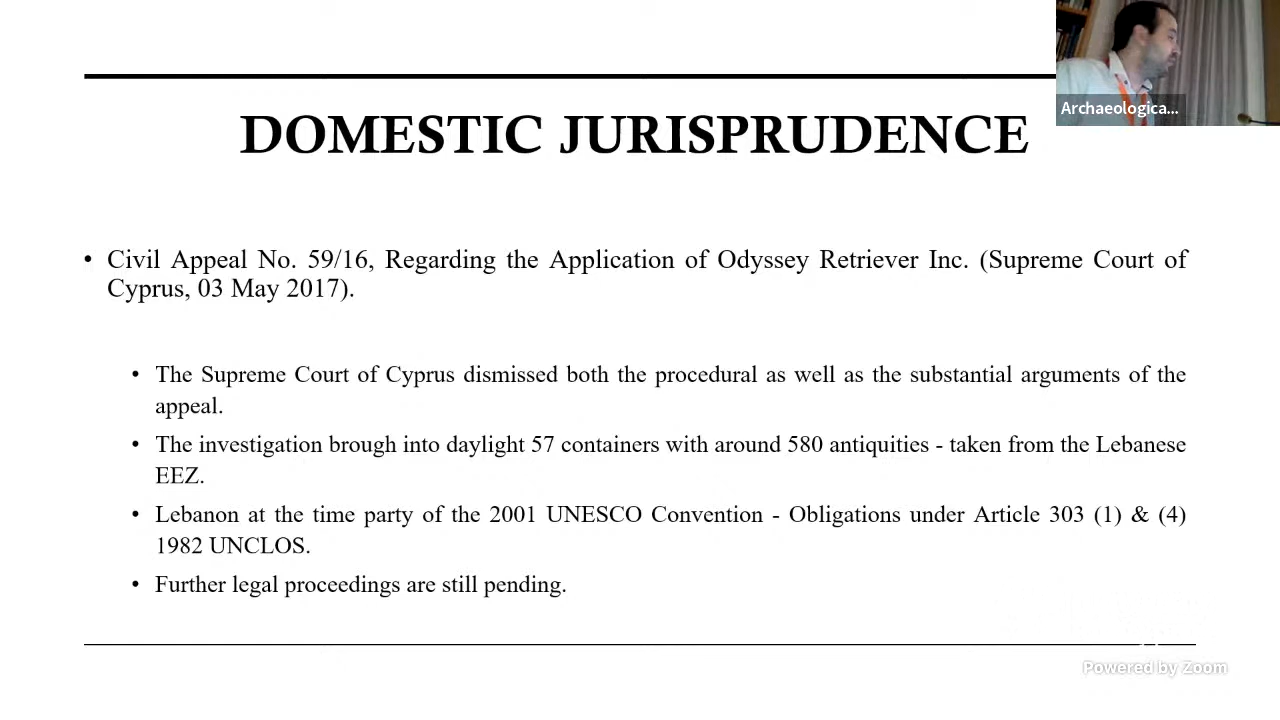 Archaeologica...
DOMESTIC JURISPRUDENCE
• Civil Appeal No. 59/16, Regarding the Application of Odyssey Retriever Inc. (Supreme Court of
Cyprus, 03 May 2017).
• The Supreme Court of Cyprus dismissed both the procedural as well as the substantial arguments of the
appeal.
• The investigation brough into daylight 57 containers with around 580 antiquities - taken from the Lebanese
EEZ.
• Lebanon at the time party of the 2001 UNESCO Convention - Obligations under Article 303 (1) & (4)
1982 UNCLOS.
• Further legal proceedings are still pending.
Powered by Zoom